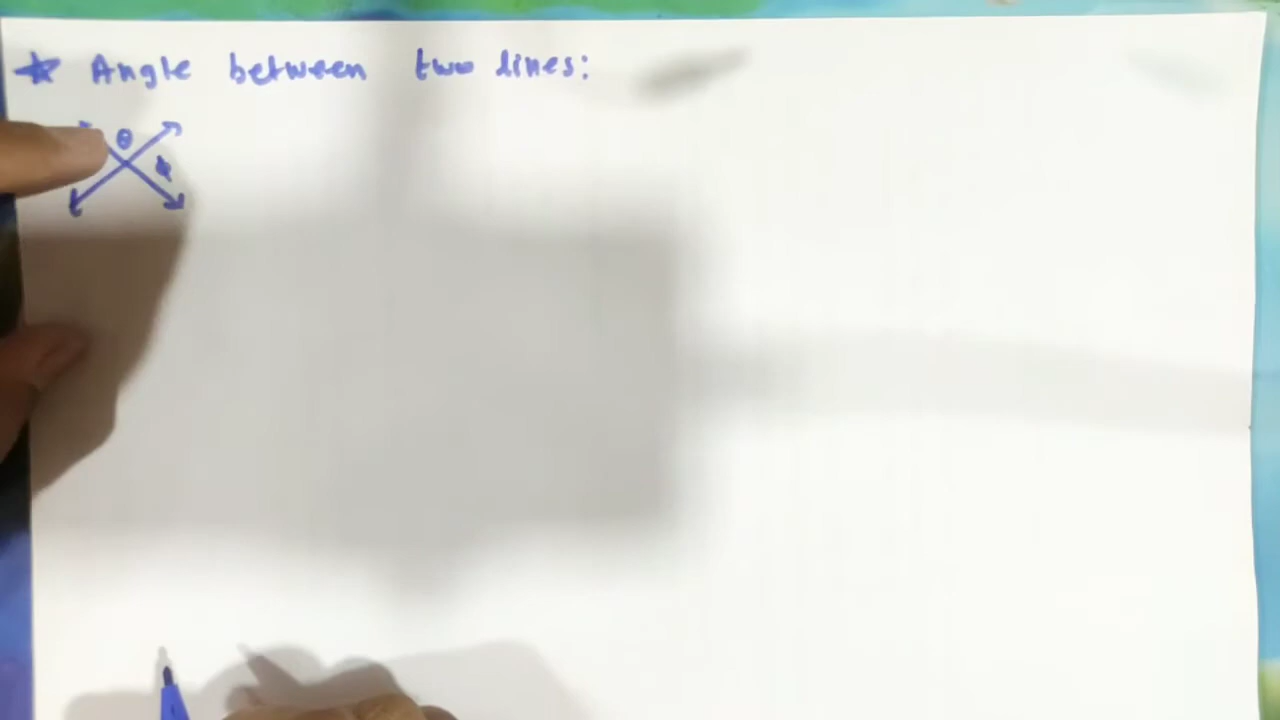 ★ Angle between two lines:
θ
ϕ